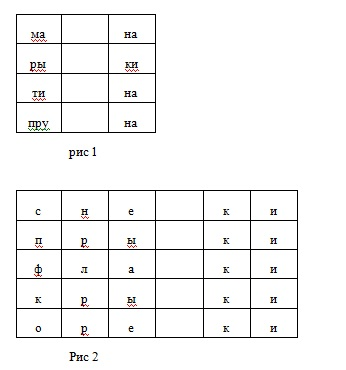 ма на
ры ки
ти на
пру на
рис 1
с н е к и
п р ы к и
ф л а к и
к р ы к и
о р е к и
Рис 2